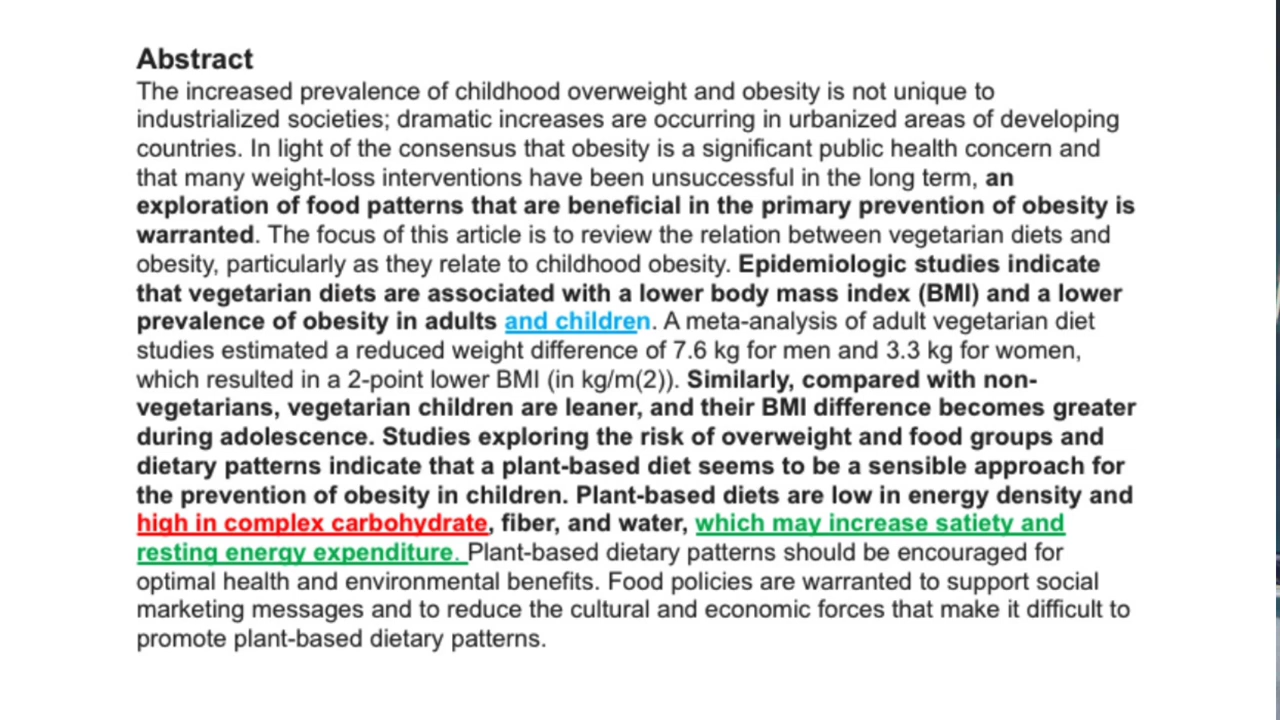 Abstract
The increased prevalence of childhood overweight and obesity is not unique to
industrialized societies; dramatic increases are occurring in urbanized areas of developing
countries. In light of the consensus that obesity is a significant public health concern and
that many weight-loss interventions have been unsuccessful in the long term, an
exploration of food patterns that are beneficial in the primary prevention of obesity is
warranted. The focus of this article is to review the relation between vegetarian diets and
obesity, particularly as they relate to childhood obesity. Epidemiologic studies indicate
that vegetarian diets are associated with a lower body mass index (BMI) and a lower
prevalence of obesity in adults and children. A meta-analysis of adult vegetarian diet
studies estimated a reduced weight difference of 7.6 kg for men and 3.3 kg for women,
which resulted in a 2-point lower BMI (in kg/m(2)). Similarly, compared with non-
vegetarians, vegetarian children are leaner, and their BMI difference becomes greater
during adolescence. Studies exploring the risk of overweight and food groups and
dietary patterns indicate that a plant-based diet seems to be a sensible approach for
the prevention of obesity in children. Plant-based diets are low in energy density and
high in complex carbohydrate, fiber, and water, which may increase satiety and
resting energy expenditure. Plant-based dietary patterns should be encouraged for
optimal health and environmental benefits. Food policies are warranted to support social
marketing messages and to reduce the cultural and economic forces that make it difficult to
promote plant-based dietary patterns.